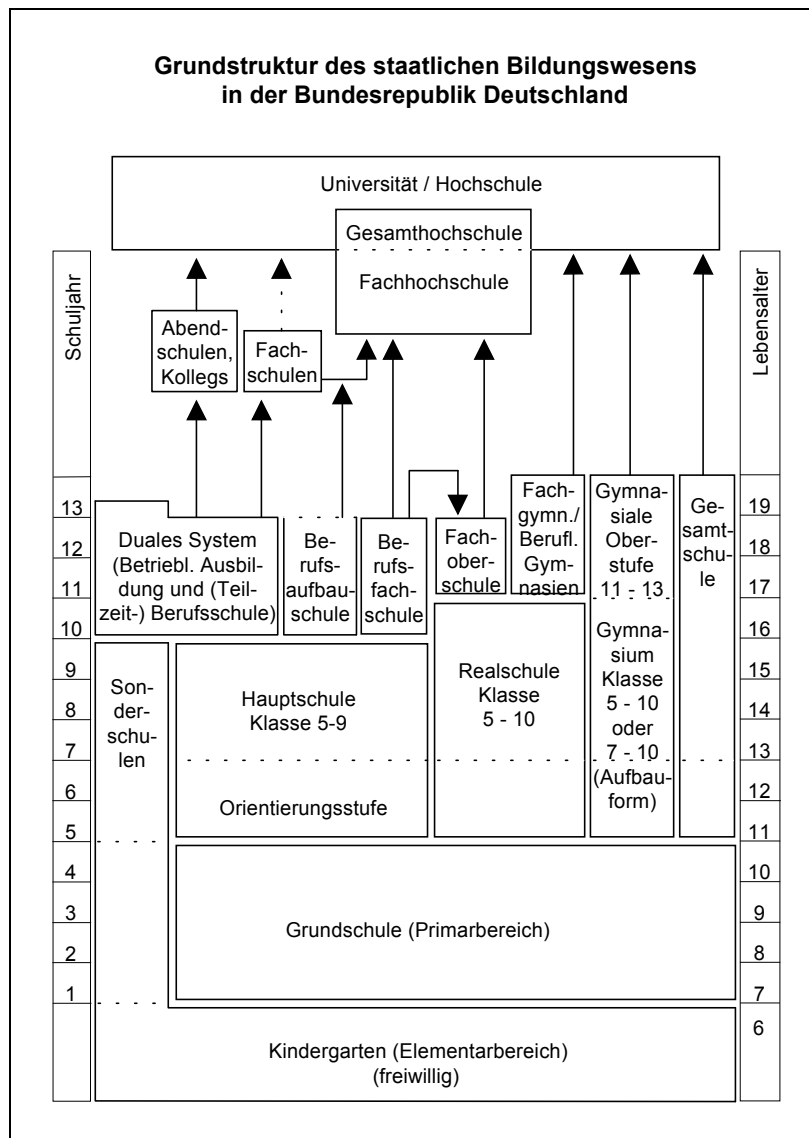 Grundstruktur des staatlichen Bildungswesens
in der Bundesrepublik Deutschland
Universität / Hochschule
Gesamthochschule
Fachhochschule
Schuljahr
Lebensalter
Abend-
schulen,
Kollegs
Fach-
schulen
13
12
11
10
9
8
7
6
5
4
3
2
1
Duales System
(Betriebl. Ausbil-
dung und (Teil-
zeit-) Berufsschule)
Be-
rufs-
aufbau-
schule
Be-
rufs-
fach-
schule
Fach-
ober-
schule
Fach-
gymn./
Berufl.
Gym-
nasien
Gymna-
siale
Ober-
stufe
11 - 13
Ge-
samt-
schu-
le
Son-
der-
schu-
len
Hauptschule
Klasse 5-9
Orientierungsstufe
Realschule
Klasse
5 - 10
Gymna-
sium
Klasse
5 - 10
oder
7 - 10
(Aufbau-
form)
Grundschule (Primarbereich)
Kindergarten (Elementarbereich)
(freiwillig)
19
18
17
16
15
14
13
12
11
10
9
8
7
6